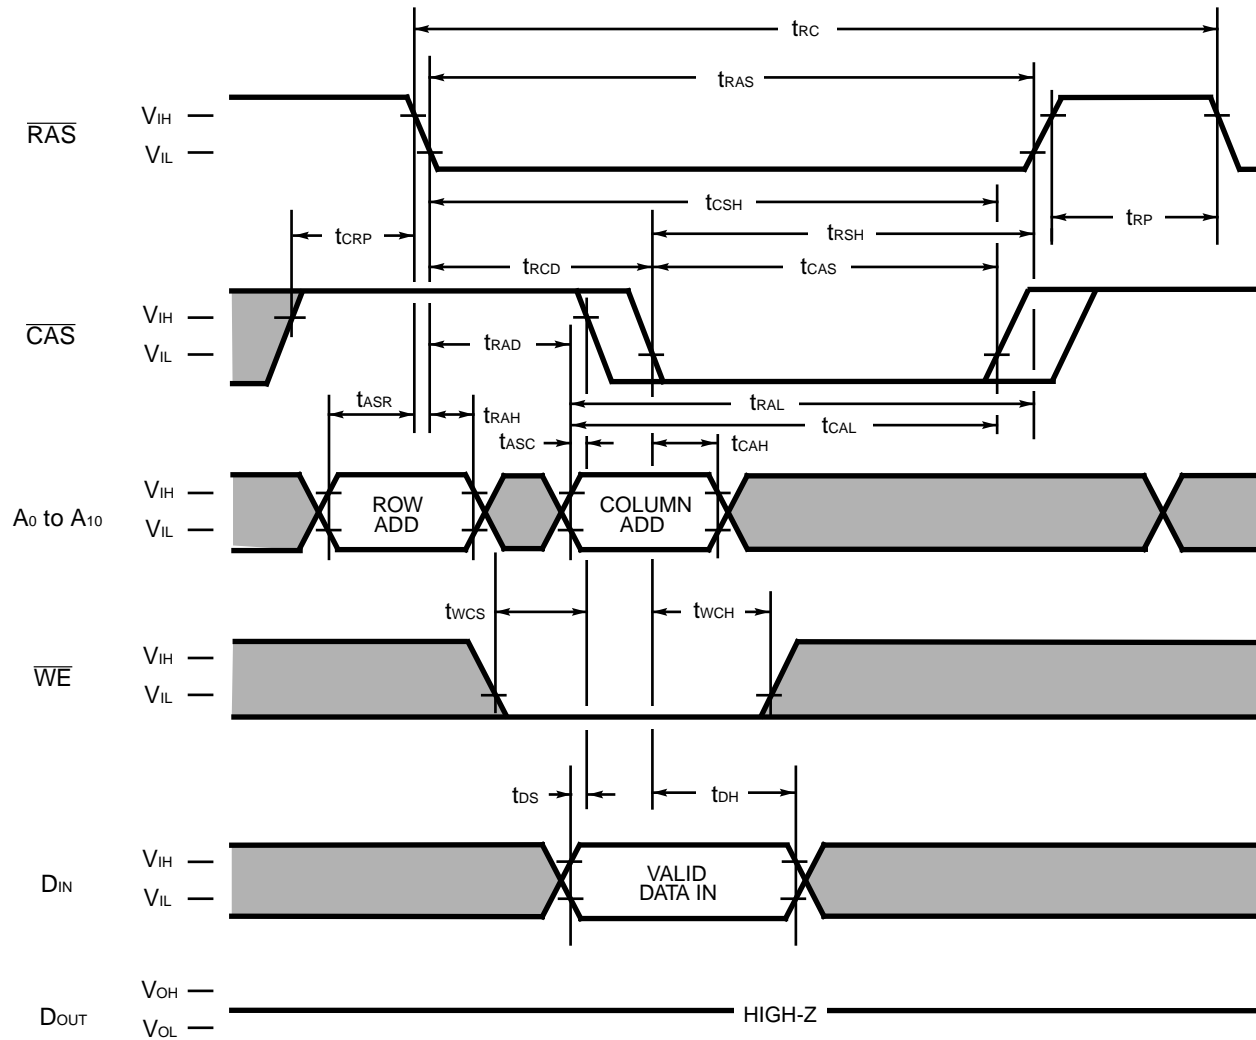 tRC
tRAS
RAS
VIH
VIL
tCSH
tCRP
tRSH
tRP
tRCD
tCAS
CAS
VIH
VIL
tRAD
tASR
tRAH
tRAL
tASC
tCAH
tCAL
A0 to A10
VIH
VIL
ROW
ADD
COLUMN
ADD
tWCS
tWCH
WE
VIH
VIL
tDS
tDH
DIN
VIH
VIL
VALID
DATA IN
DOUT
VOH
VOL
HIGH-Z